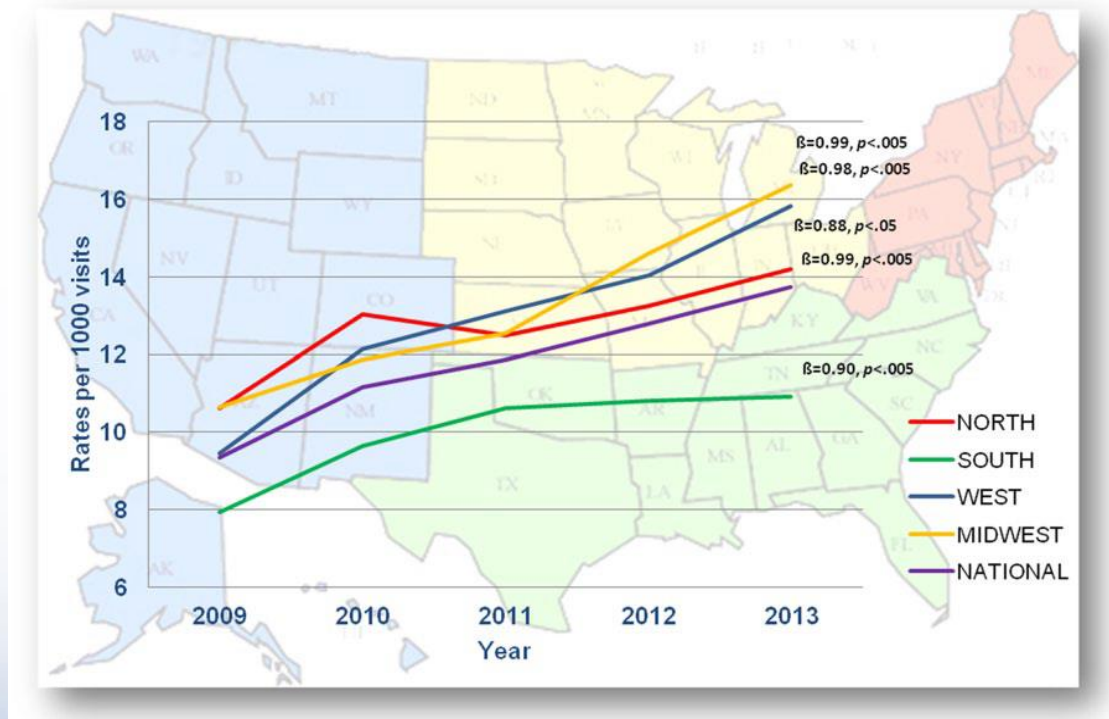 WA
MT
ND
MN
OR
ID
WY
SD
WI
NY
ME
NV
UT
CO
CA
PA
WV
VA
KY
NC
TN
SC
NM
OK
AR
MS
AL
GA
TX
LA
FL
AK
18
16
14
12
10
8
6
Rates per 1000 visits
2009 2010 2011 2012 2013
Year
ß=0.99, p<.005
ß=0.98, p<.005
ß=0.88, p<.05
ß=0.99, p<.005
ß=0.90, p<.005
NORTH
SOUTH
WEST
MIDWEST
NATIONAL